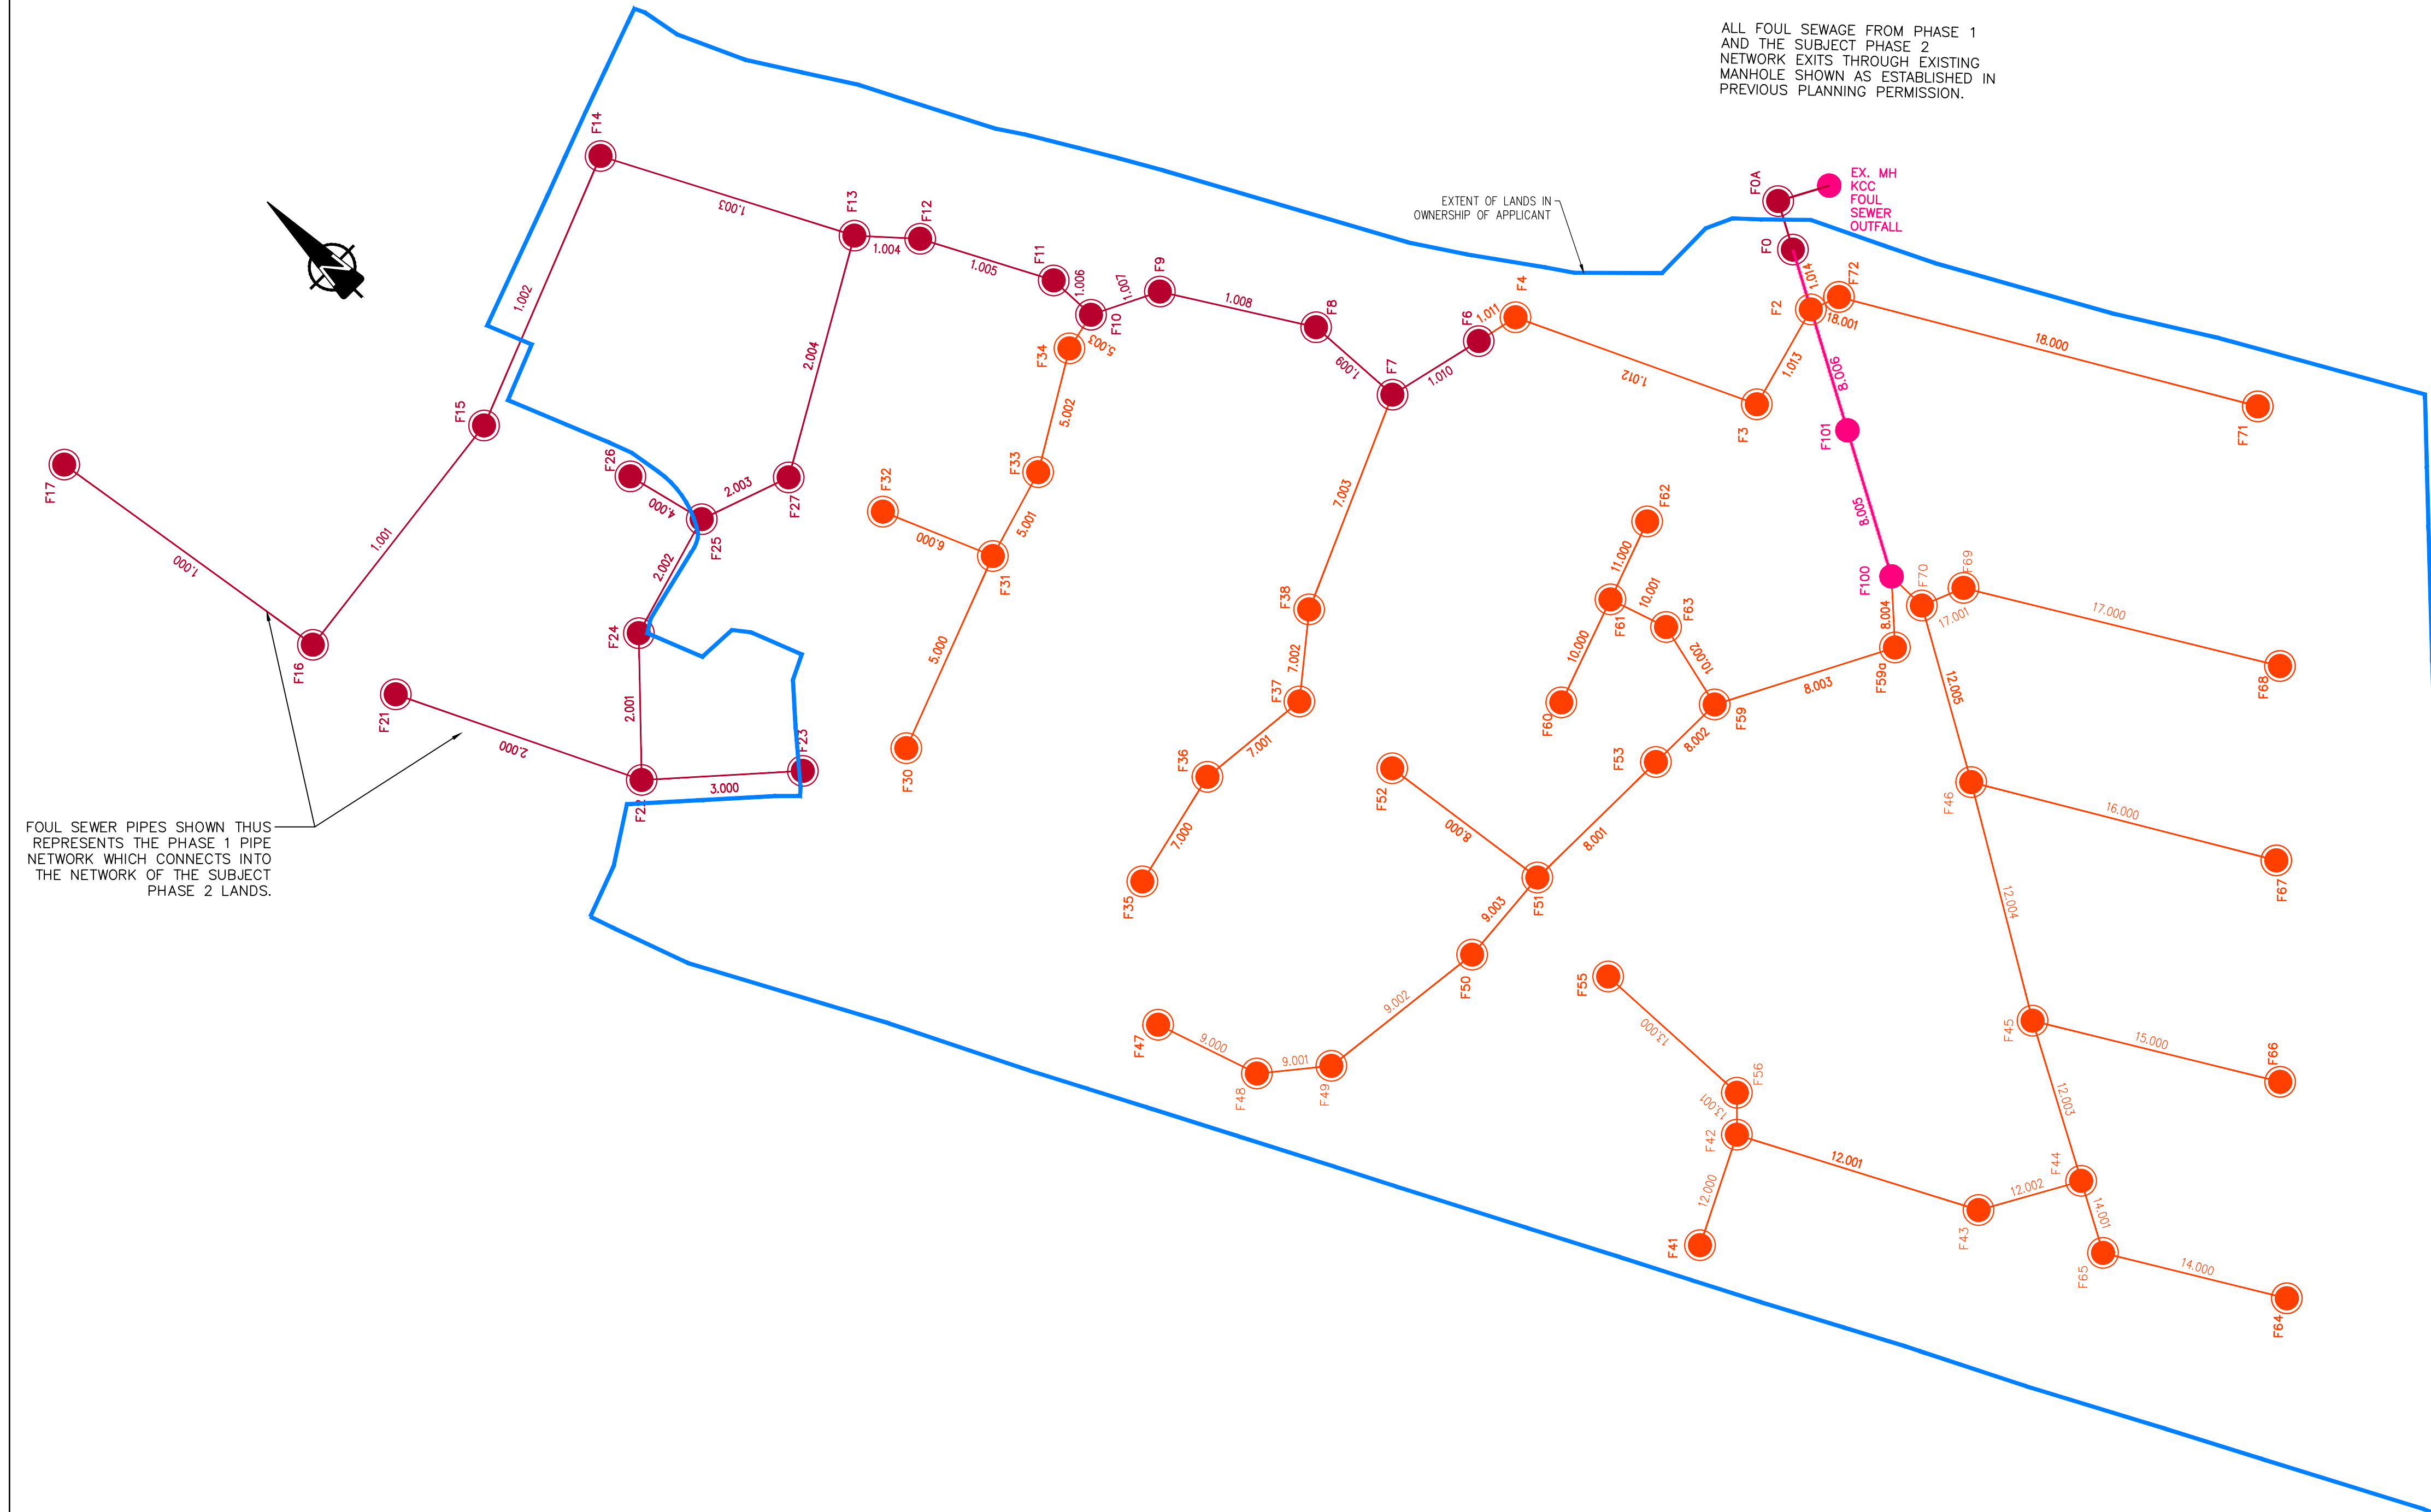 ALL FOUL SEWAGE FROM PHASE 1
AND THE SUBJECT PHASE 2
NETWORK EXITS THROUGH EXISTING
MANHOLE SHOWN AS ESTABLISHED IN
PREVIOUS PLANNING PERMISSION.
EX. MH
KCC
FOUL
SEWER
OUTFALL
EXTENT OF LANDS IN
OWNERSHIP OF APPLICANT
FOUL SEWER PIPES SHOWN THUS
REPRESENTS THE PHASE 1 PIPE
NETWORK WHICH CONNECTS INTO
THE NETWORK OF THE SUBJECT
PHASE 2 LANDS.
N
F14
1.003
F13
F12
1.004
1.005
F11
1.006
F10
1.007
F9
1.008
F8
1.009
F7
1.010
F6
1.011
F4
1.012
F3
1.013
F2
1.014
F0
F0A
F72
18.001
18.000
F71
8.006
F101
8.005
F100
8.004
F59a
8.003
F70
F69
17.001
17.000
F68
12.005
F46
16.000
F67
12.004
F45
15.000
F66
12.003
F44
12.002
F43
14.001
F65
14.000
F64
12.001
F42
12.000
F41
13.001
F56
13.000
F55
1.002
F15
1.001
F16
1.000
F17
F21
2.000
F22
3.000
F23
2.001
F24
2.002
F25
4.000
F26
2.003
F27
2.004
F34
5.003
5.002
F33
5.001
F31
6.000
F32
5.000
F30
7.003
F38
7.002
F37
7.001
F36
7.000
F35
F62
11.000
F61
10.001
F63
10.000
F60
10.002
F59
8.002
F53
8.001
F52
8.000
F51
9.003
F50
9.002
F49
9.001
F48
9.000
F47